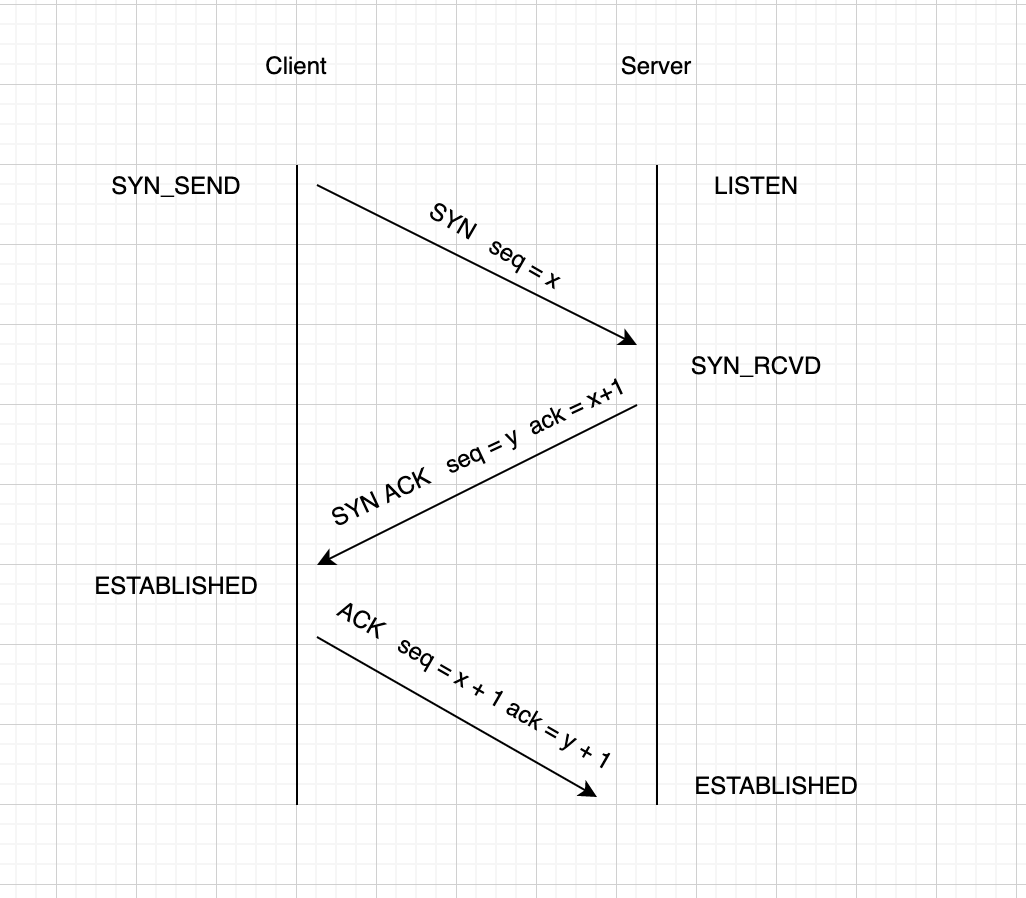 Client
Server
SYN_SEND
LISTEN
SYN seq = x
SYN_RCVD
SYN ACK seq = y ack = x+1
ESTABLISHED
ACK seq = x + 1 ack = y + 1
ESTABLISHED